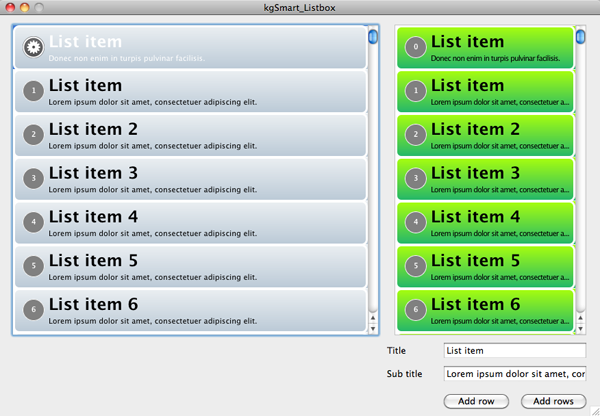 kgSmart_Listbox
List item
Donec non enim in turpis pulvinar facilisis.
1
List item
Lorem ipsum dolor sit amet, consectetuer adipiscing elit.
2
List item 2
Lorem ipsum dolor sit amet, consectetuer adipiscing elit.
3
List item 3
Lorem ipsum dolor sit amet, consectetuer adipiscing elit.
4
List item 4
Lorem ipsum dolor sit amet, consectetuer adipiscing elit.
5
List item 5
Lorem ipsum dolor sit amet, consectetuer adipiscing elit.
6
List item 6
Lorem ipsum dolor sit amet, consectetuer adipiscing elit.
0
List item
Donec non enim in turpis pulvinar facilisis.
1
List item
Lorem ipsum dolor sit amet, consectetuer a...
2
List item 2
Lorem ipsum dolor sit amet, consectetuer a...
3
List item 3
Lorem ipsum dolor sit amet, consectetuer a...
4
List item 4
Lorem ipsum dolor sit amet, consectetuer a...
5
List item 5
Lorem ipsum dolor sit amet, consectetuer a...
6
List item 6
Lorem ipsum dolor sit amet, consectetuer a...
Title List item
Sub title Lorem ipsum dolor sit amet, cor
Add row Add rows